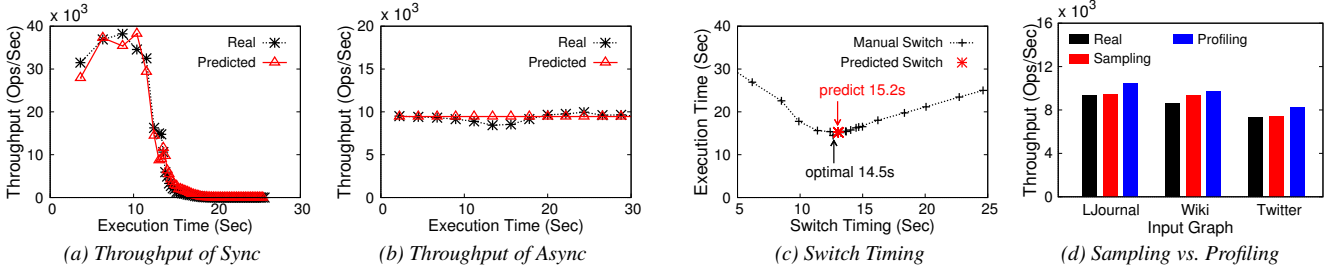 x 10³
Throughput (Ops/Sec)
40
30
20
10
0
0 10 20 30
Real
Predicted
Execution Time (Sec)
(a) Throughput of Sync
x 10³
Throughput (Ops/Sec)
20
15
10
5
0
0 10 20 30
Real
Predicted
Execution Time (Sec)
(b) Throughput of Async
Execution Time (Sec)
40
30
20
10
0
5 10 15 20 25
Manual Switch
Predicted Switch
predict 15.2s
optimal 14.5s
Switch Timing (Sec)
(c) Switch Timing
x 10³
Throughput (Ops/Sec)
16
12
8
4
0
Real
Profiling
Sampling
LJournal Wiki Twitter
Input Graph
(d) Sampling vs. Profiling